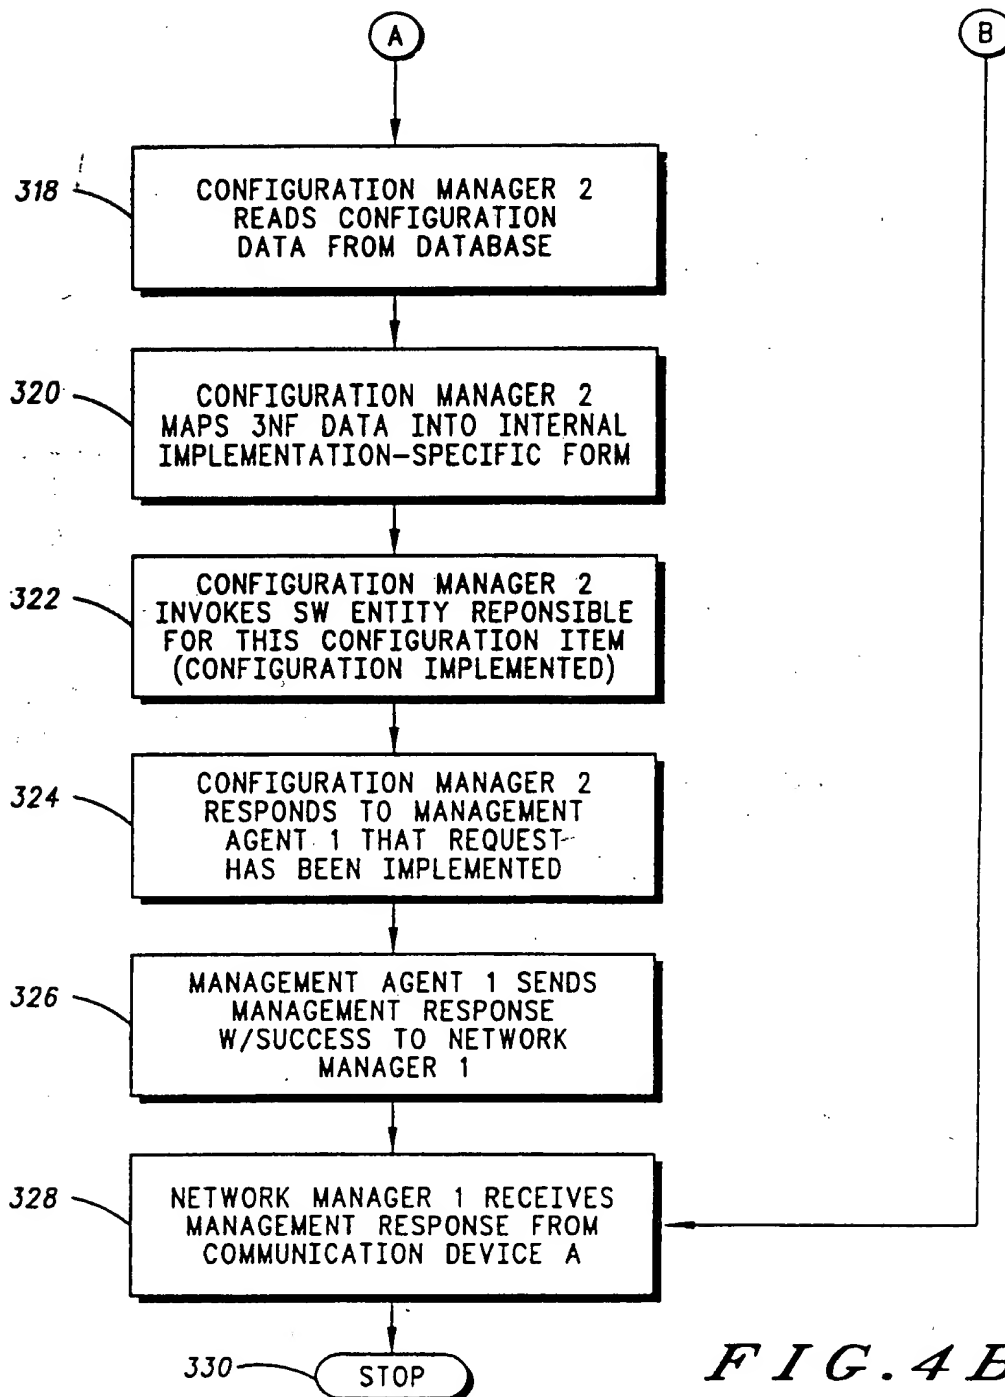 A
B
318
CONFIGURATION MANAGER 2
READS CONFIGURATION
DATA FROM DATABASE
320
CONFIGURATION MANAGER 2
MAPS 3NF DATA INTO INTERNAL
IMPLEMENTATION-SPECIFIC FORM
322
CONFIGURATION MANAGER 2
INVOKES SW ENTITY REPONSIBLE
FOR THIS CONFIGURATION ITEM
(CONFIGURATION IMPLEMENTED)
324
CONFIGURATION MANAGER 2
RESPONDS TO MANAGEMENT
AGENT 1 THAT REQUEST
HAS BEEN IMPLEMENTED
326
MANAGEMENT AGENT 1 SENDS
MANAGEMENT RESPONSE
W/SUCCESS TO NETWORK
MANAGER 1
328
NETWORK MANAGER 1 RECEIVES
MANAGEMENT RESPONSE FROM
COMMUNICATION DEVICE A
330
STOP
FIG.4B